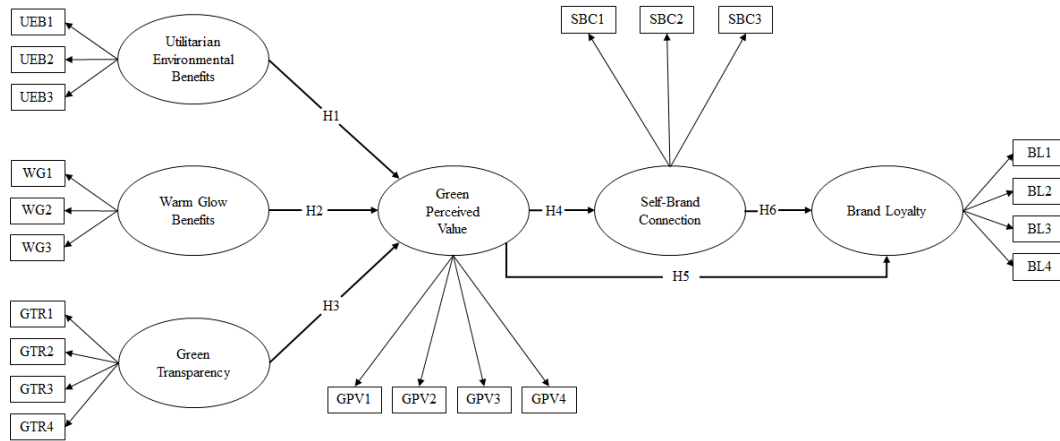 UEB1
UEB2
UEB3
Utilitarian
Environmental
Benefits
H1
SBC1
SBC2
SBC3
WG1
WG2
WG3
Warm Glow
Benefits
H2
Green
Perceived
Value
H4
Self-Brand
Connection
H6
Brand Loyalty
BL1
BL2
BL3
BL4
H5
H3
GTR1
GTR2
GTR3
GTR4
Green
Transparency
GPV1
GPV2
GPV3
GPV4